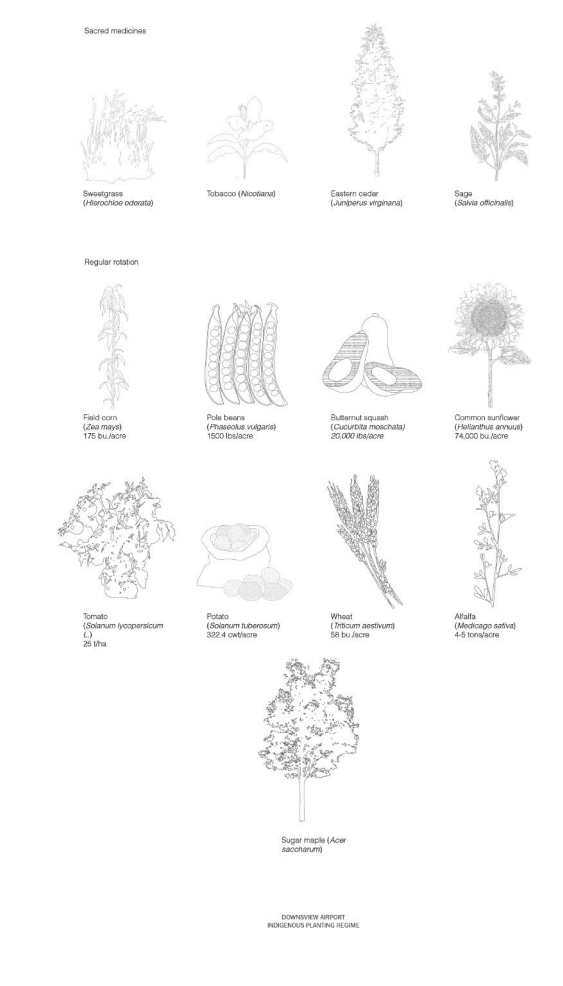 Sacred medicines
Sweetgrass
(Hierochloe odorata)
Tobacco (Nicotiana)
Eastern cedar
(Juniperus virginana)
Sage
(Salvia officinalis)
Regular rotation
Field corn
(Zea mays)
175 bu./acre
Pole beans
(Phaseolus vulgaris)
1500 lbs/acre
Butternut squash
(Cucurbita moschata)
20,000 lbs/acre
Common sunflower
(Helianthus annuus)
74,000 bu./acre
Tomato
(Solanum lycopersicum
L.)
25 t/ha
Potato
(Solanum tuberosum)
322.4 cwt/acre
Wheat
(Triticum aestivum)
58 bu./acre
Alfalfa
(Medicago sativa)
4-5 tons/acre
Sugar maple (Acer
saccharum)
DOWNSVIEW AIRPORT
INDIGENOUS PLANTING REGIME